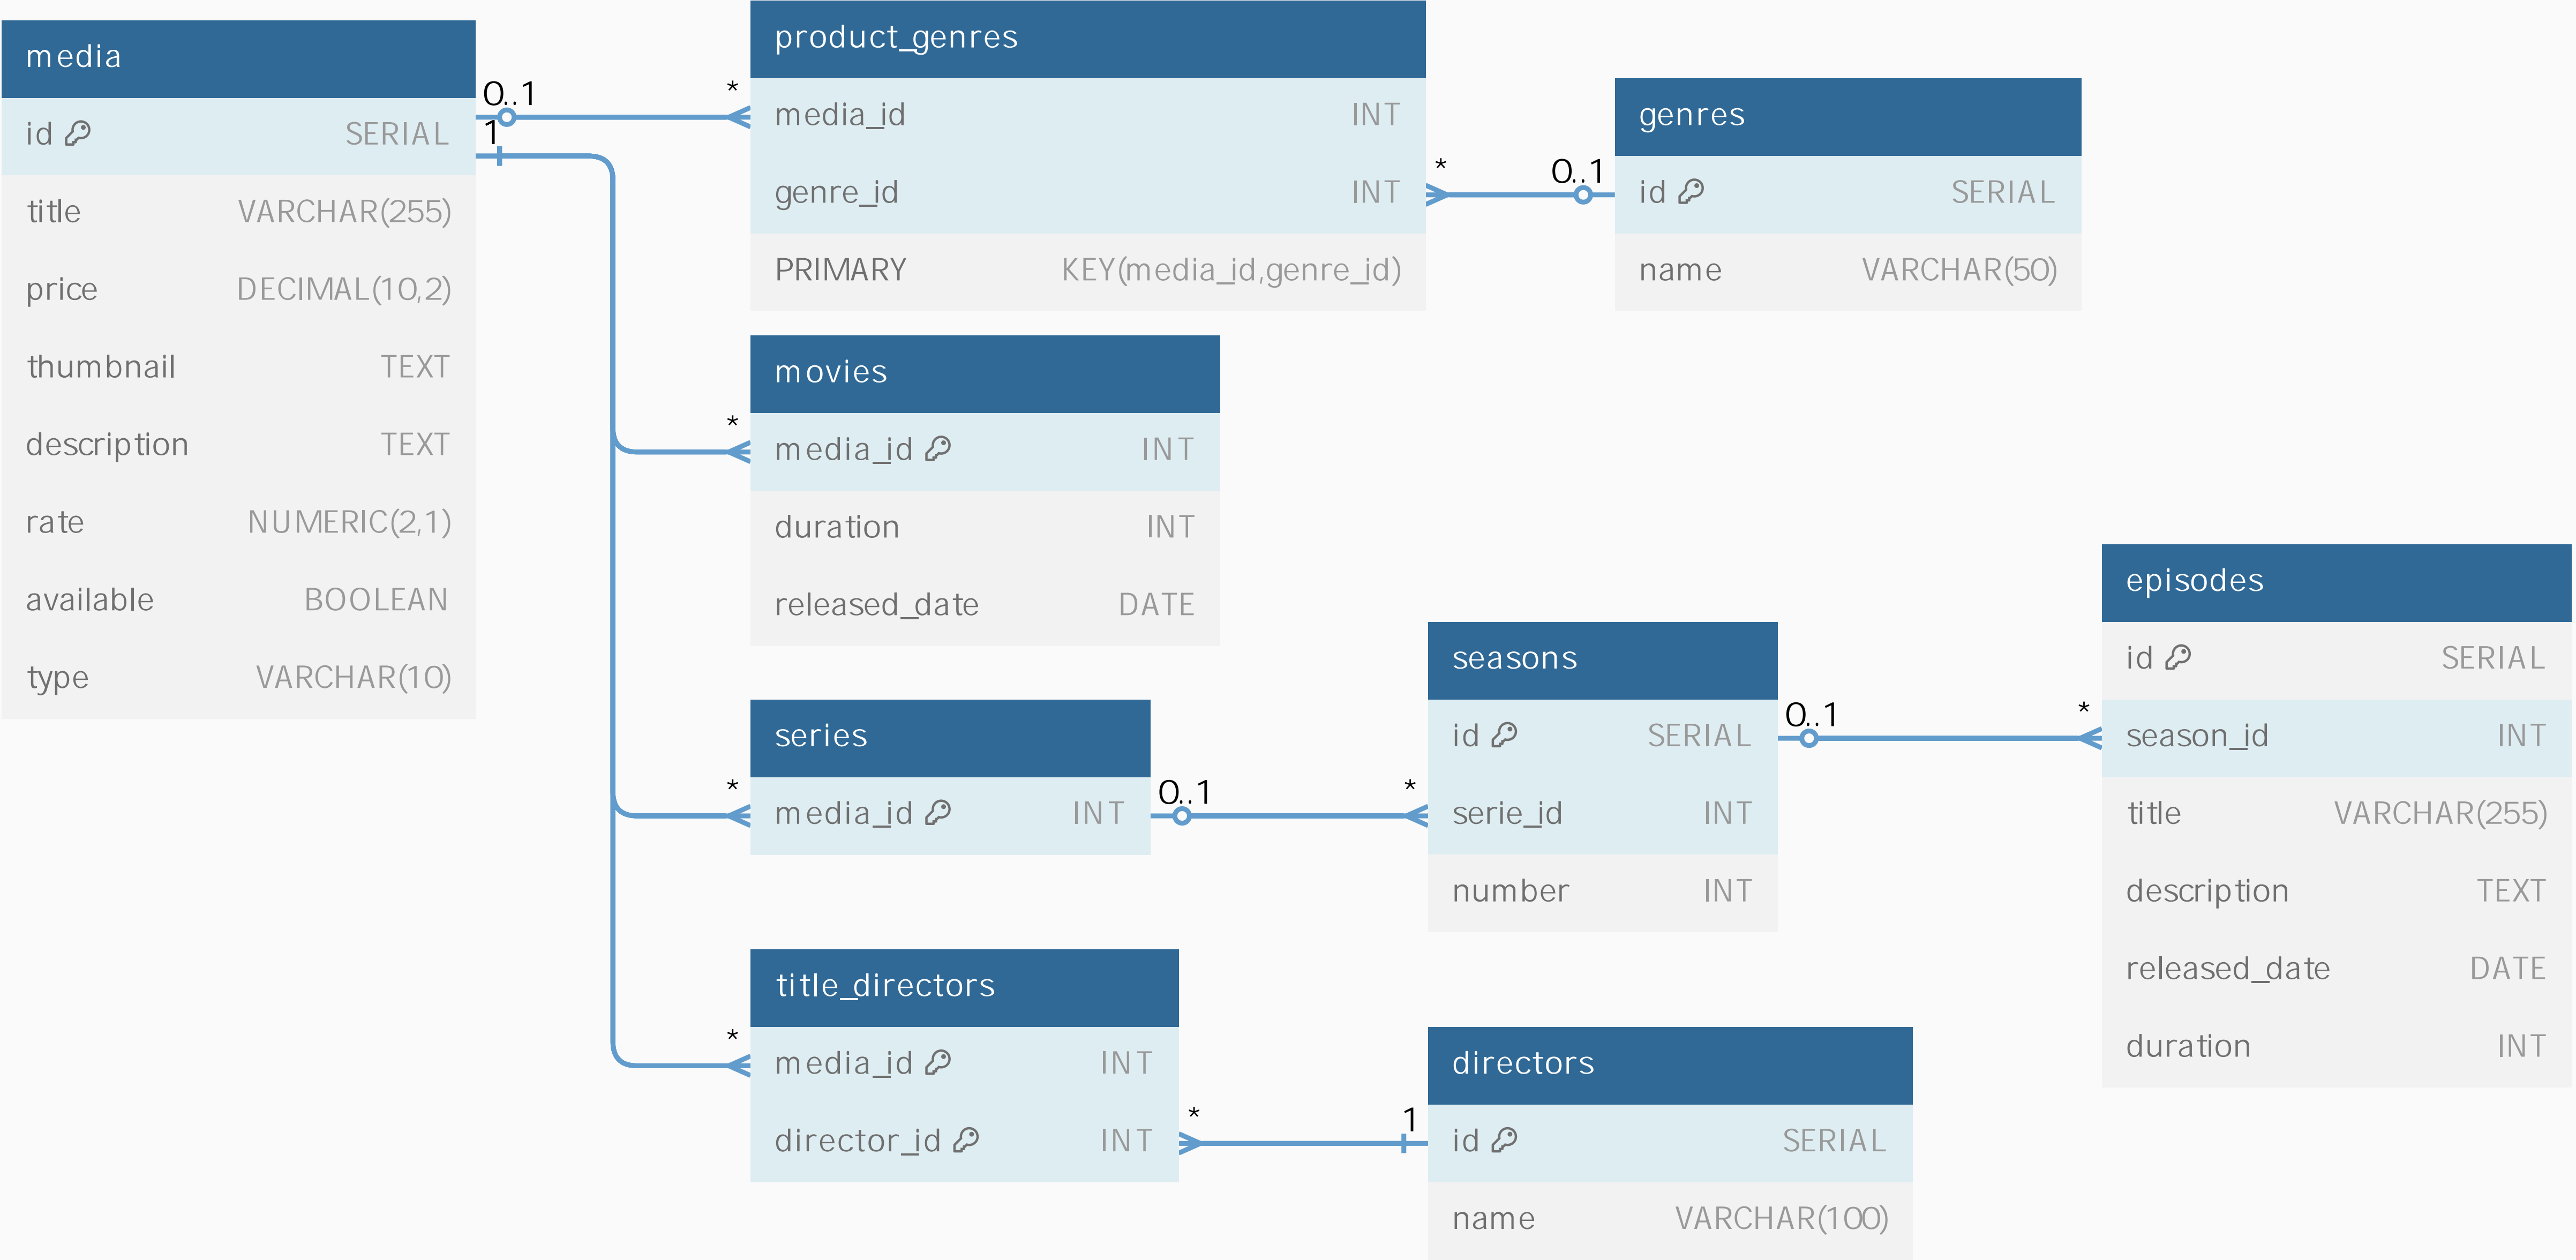 media
id SERIAL
title VARCHAR(255)
price DECIMAL(10,2)
thumbnail TEXT
description TEXT
rate NUMERIC(2,1)
available BOOLEAN
type VARCHAR(10)
0..1
*
1
product_genres
media_id INT
genre_id INT
PRIMARY KEY(media_id,genre_id)
*
0..1
genres
id SERIAL
name VARCHAR(50)
*
movies
media_id INT
duration INT
released_date DATE
*
series
media_id INT
0..1
*
seasons
id SERIAL
serie_id INT
number INT
0..1
*
episodes
id SERIAL
season_id INT
title VARCHAR(255)
description TEXT
released_date DATE
duration INT
*
title_directors
media_id INT
director_id INT
*
1
directors
id SERIAL
name VARCHAR(100)